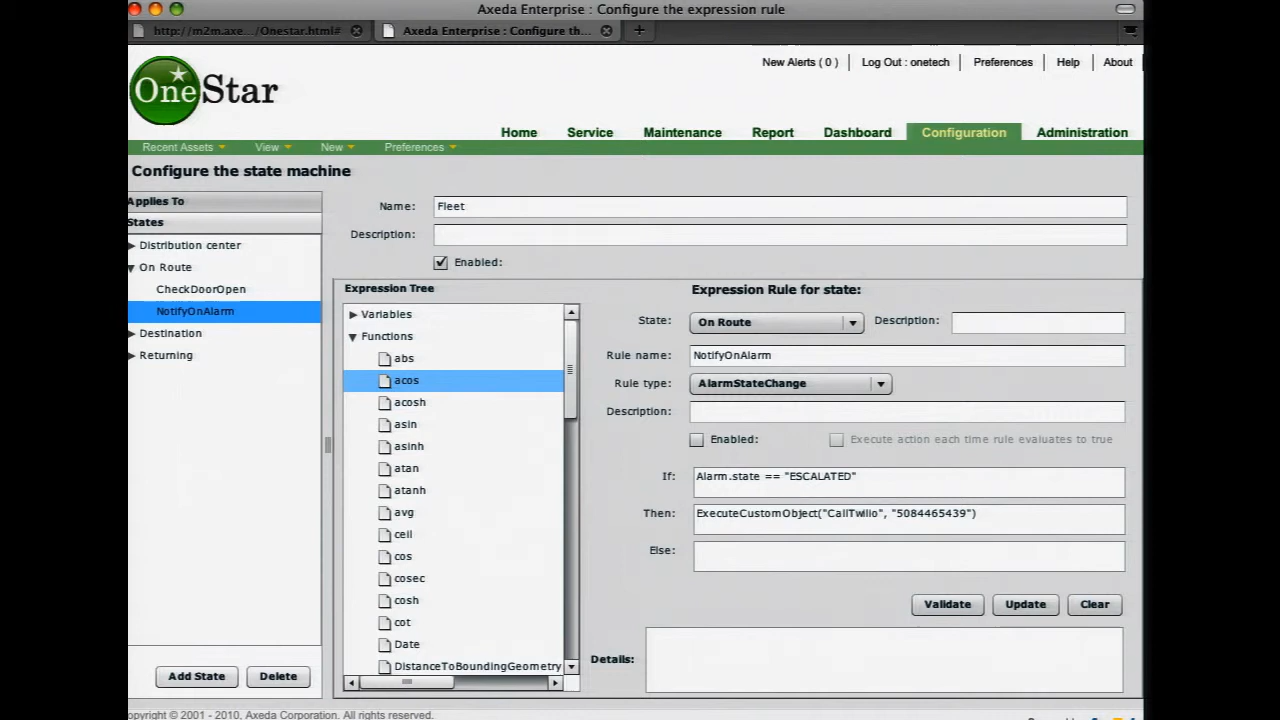 Axeda Enterprise : Configure the expression rule
http://m2m.axe.../Onestar.html#
Axeda Enterprise : Configure th...
New Alerts ( 0 )
Log Out : onetech
Preferences
Help
About
OneStar
Home
Service
Maintenance
Report
Dashboard
Configuration
Administration
Recent Assets
View
New
Preferences
Configure the state machine
Applies To
States
Distribution center
On Route
CheckDoorOpen
NotifyOnAlarm
Destination
Returning
Add State
Delete
Name: Fleet
Description:
Enabled:
Expression Tree
Variables
Functions
abs
acos
acosh
asin
asinh
atan
atanh
avg
ceil
cos
cosec
cosh
cot
Date
DistanceToBoundingGeometry
Expression Rule for state:
State: On Route Description:
Rule name: NotifyOnAlarm
Rule type: AlarmStateChange
Description:
Enabled: Execute action each time rule evaluates to true
If: Alarm.state == "ESCALATED"
Then: ExecuteCustomObject("CallTwilio", "5084465439")
Else:
Validate
Update
Clear
Details:
opyright © 2001 - 2010, Axeda Corporation. All rights reserved.